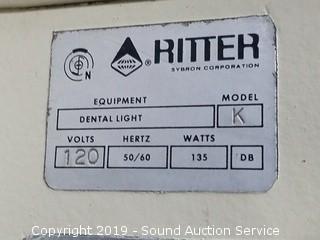 N ® RITTER
SYBRON CORPORATION
EQUIPMENT MODEL
DENTAL LIGHT K
VOLTS HERTZ WATTS
120 50/60 135 DB
Copyright 2019 - Sound Auction Service